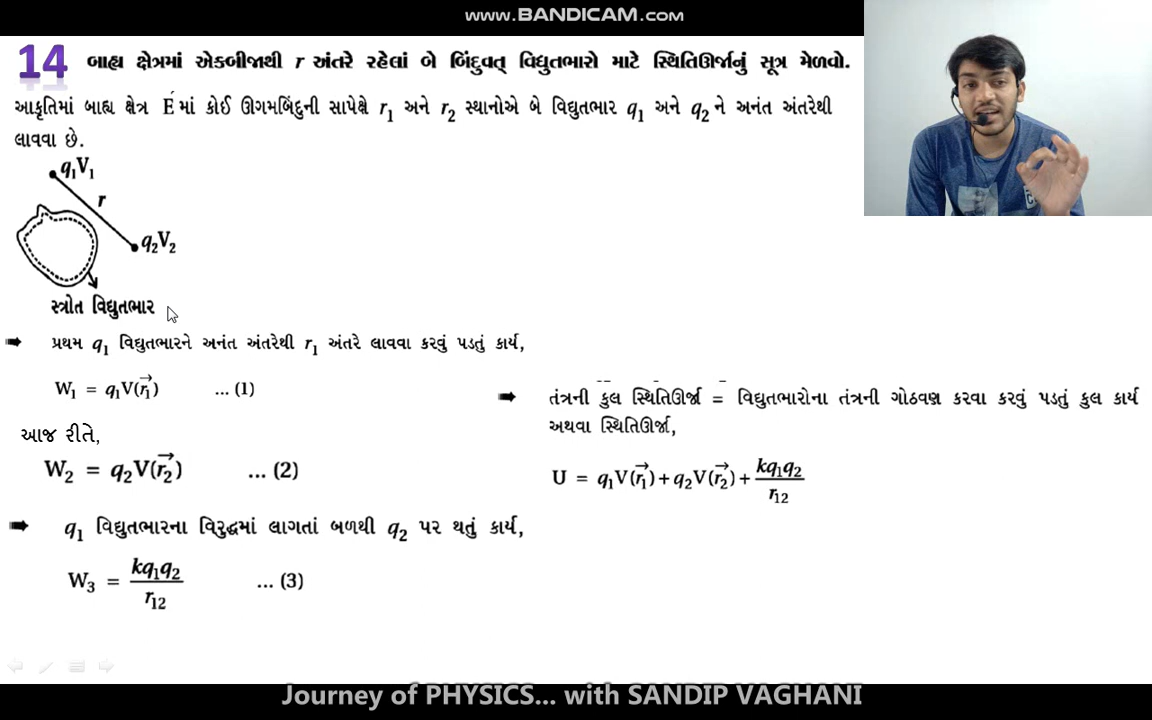 www.BANDICAM.com
14 બાહ્ય ક્ષેત્રમાં એકબીજાથી r અંતરે રહેલાં બે બિંદુવત્ વિદ્યુતભારો માટે સ્થિતિઊર્જાનું સૂત્ર મેળવો.
આકૃતિમાં બાહ્ય ક્ષેત્ર E માં કોઈ ઊગમબિંદુની સાપેક્ષે r₁ અને r₂ સ્થાનોએ બે વિદ્યુતભાર q₁ અને q₂ ને અનંત અંતરેથી
લાવવા છે.
q₁V₁
r
q₂V₂
સ્ત્રોત વિદ્યુતભાર
➡ પ્રથમ q₁ વિદ્યુતભારને અનંત અંતરેથી r₁ અંતરે લાવવા કરવું પડતું કાર્ય,
W₁ = q₁V(r⃗₁) ... (1)
આજ રીતે,
W₂ = q₂V(r⃗₂) ... (2)
➡ q₁ વિદ્યુતભારના વિરુદ્ધમાં લાગતાં બળથી q₂ પર થતું કાર્ય,
W₃ = kq₁q₂ / r₁₂ ... (3)
➡ તંત્રની કુલ સ્થિતિઊર્જા = વિદ્યુતભારોના તંત્રની ગોઠવણ કરવા કરવું પડતું કુલ કાર્ય
અથવા સ્થિતિઊર્જા,
U = q₁V(r⃗₁) + q₂V(r⃗₂) + kq₁q₂ / r₁₂
Journey of PHYSICS... with SANDIP VAGHANI